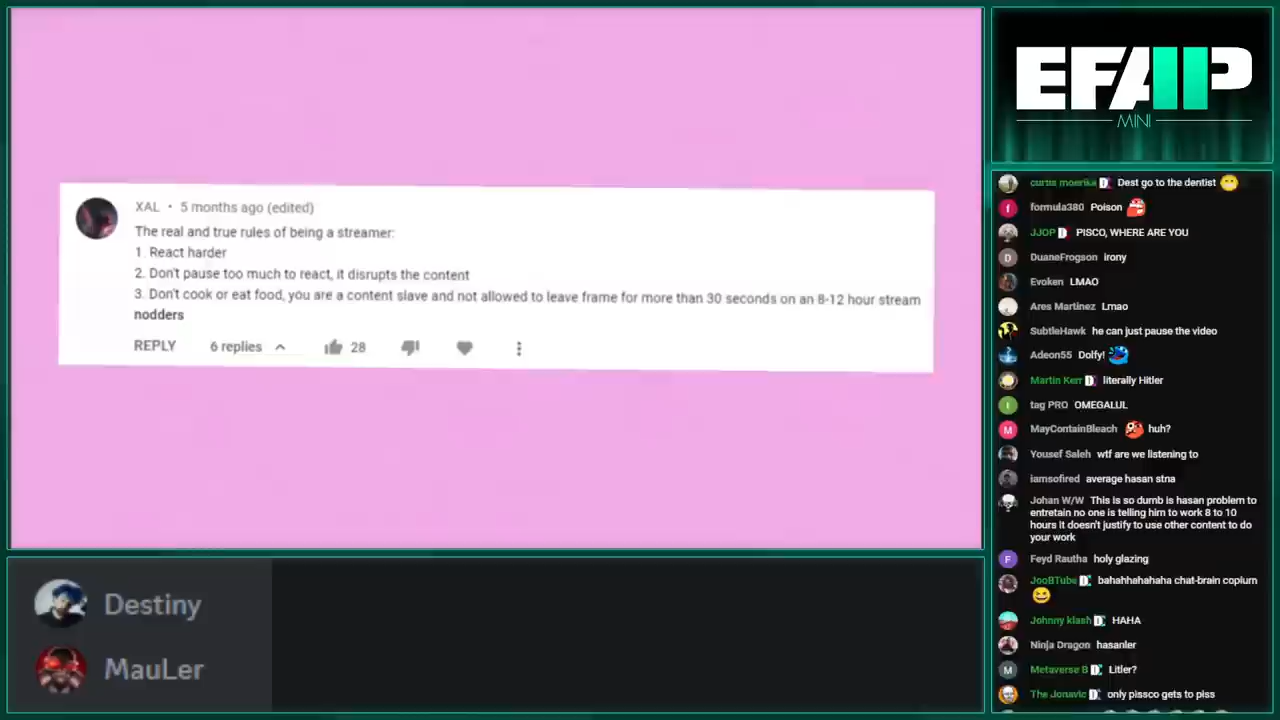 XAL • 5 months ago (edited)
The real and true rules of being a streamer:
1. React harder
2. Don't pause too much to react, it disrupts the content
3. Don't cook or eat food, you are a content slave and not allowed to leave frame for more than 30 seconds on an 8-12 hour stream
nodders
REPLY 6 replies 28
Destiny
MauLer
EFAP
MINI
curtis moerika Dest go to the dentist
formula380 Poison
JJOP PISCO, WHERE ARE YOU
DuaneFrogson irony
Evoken LMAO
Ares Martinez Lmao
SubtleHawk he can just pause the video
Adeon55 Dolfy!
Martin Kerr literally Hitler
tag PRO OMEGALUL
MayContainBleach huh?
Yousef Saleh wtf are we listening to
iamsofired average hasan stna
Johan W/W This is so dumb is hasan problem to
entretain no one is telling him to work 8 to 10
hours it doesn't justify to use other content to do
your work
Feyd Rautha holy glazing
JooBTube bahahhahahaha chat-brain copium
Johnny klash HAHA
Ninja Dragon hasanler
Metaverse B Litler?
The Jonavic only pissco gets to piss